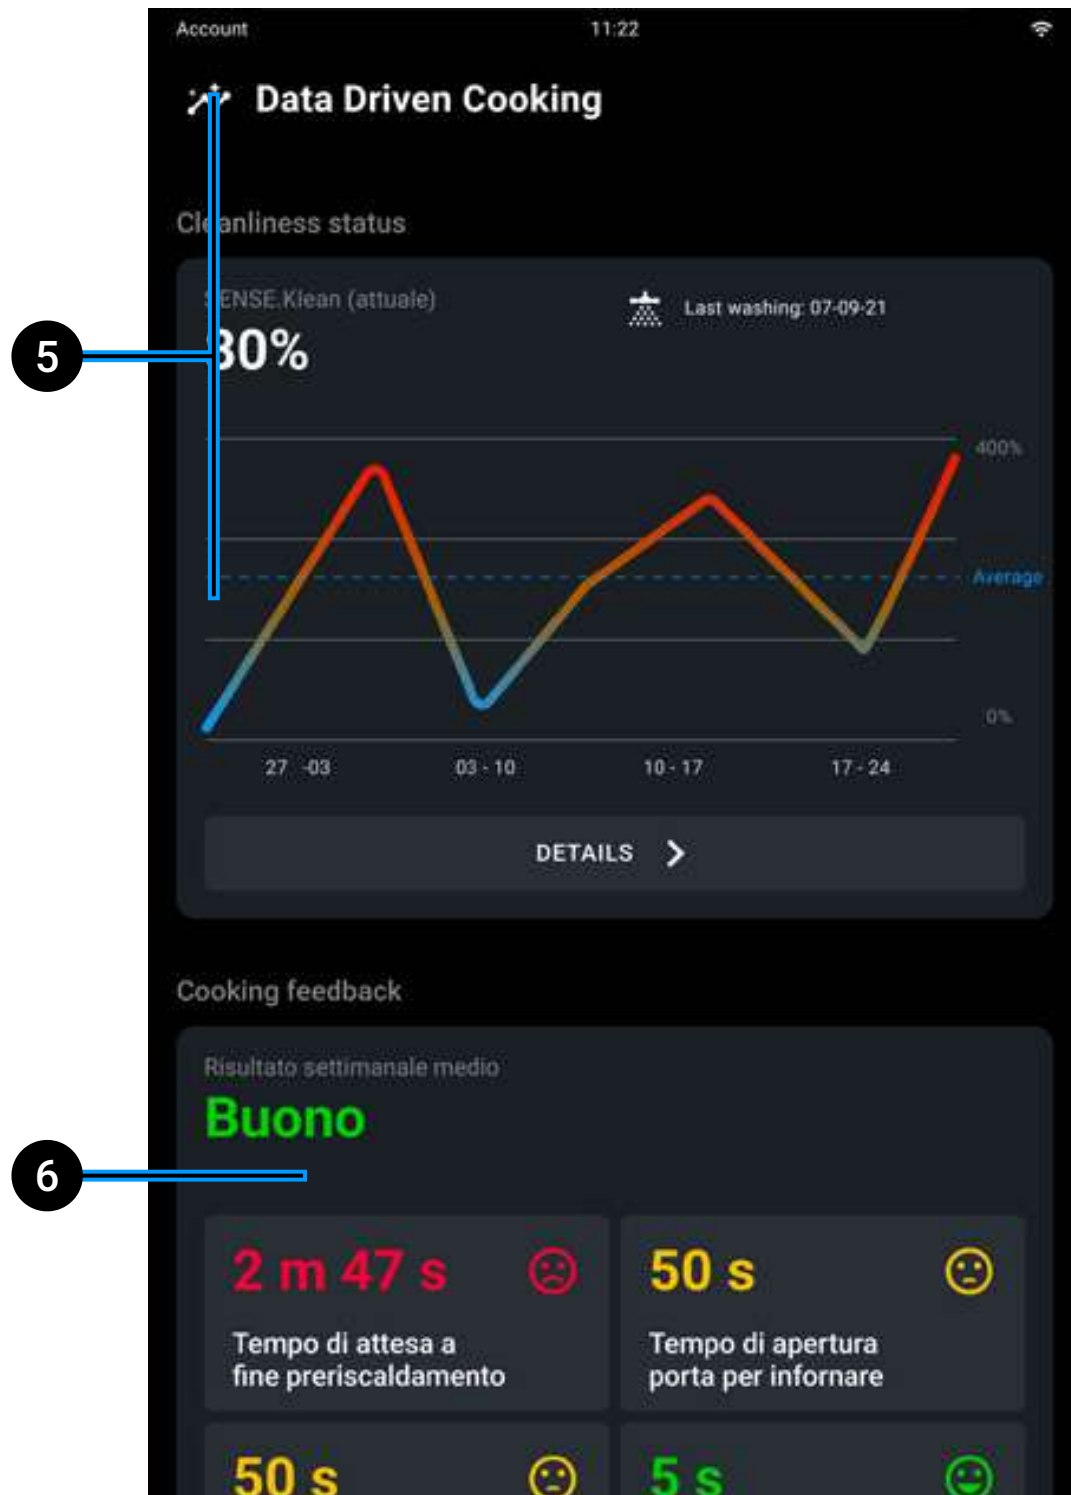 Account
11:22
Data Driven Cooking
Cleanliness status
SENSE.Klean (attuale)
Last washing: 07-09-21
5
400%
Average
0%
27 -03
03 - 10
10 - 17
17 - 24
DETAILS
Cooking feedback
Risultato settimanale medio
Buono
6
2 m 47 s
Tempo di attesa a
fine preriscaldamento
50 s
Tempo di apertura
porta per infornare
50 s
5 s